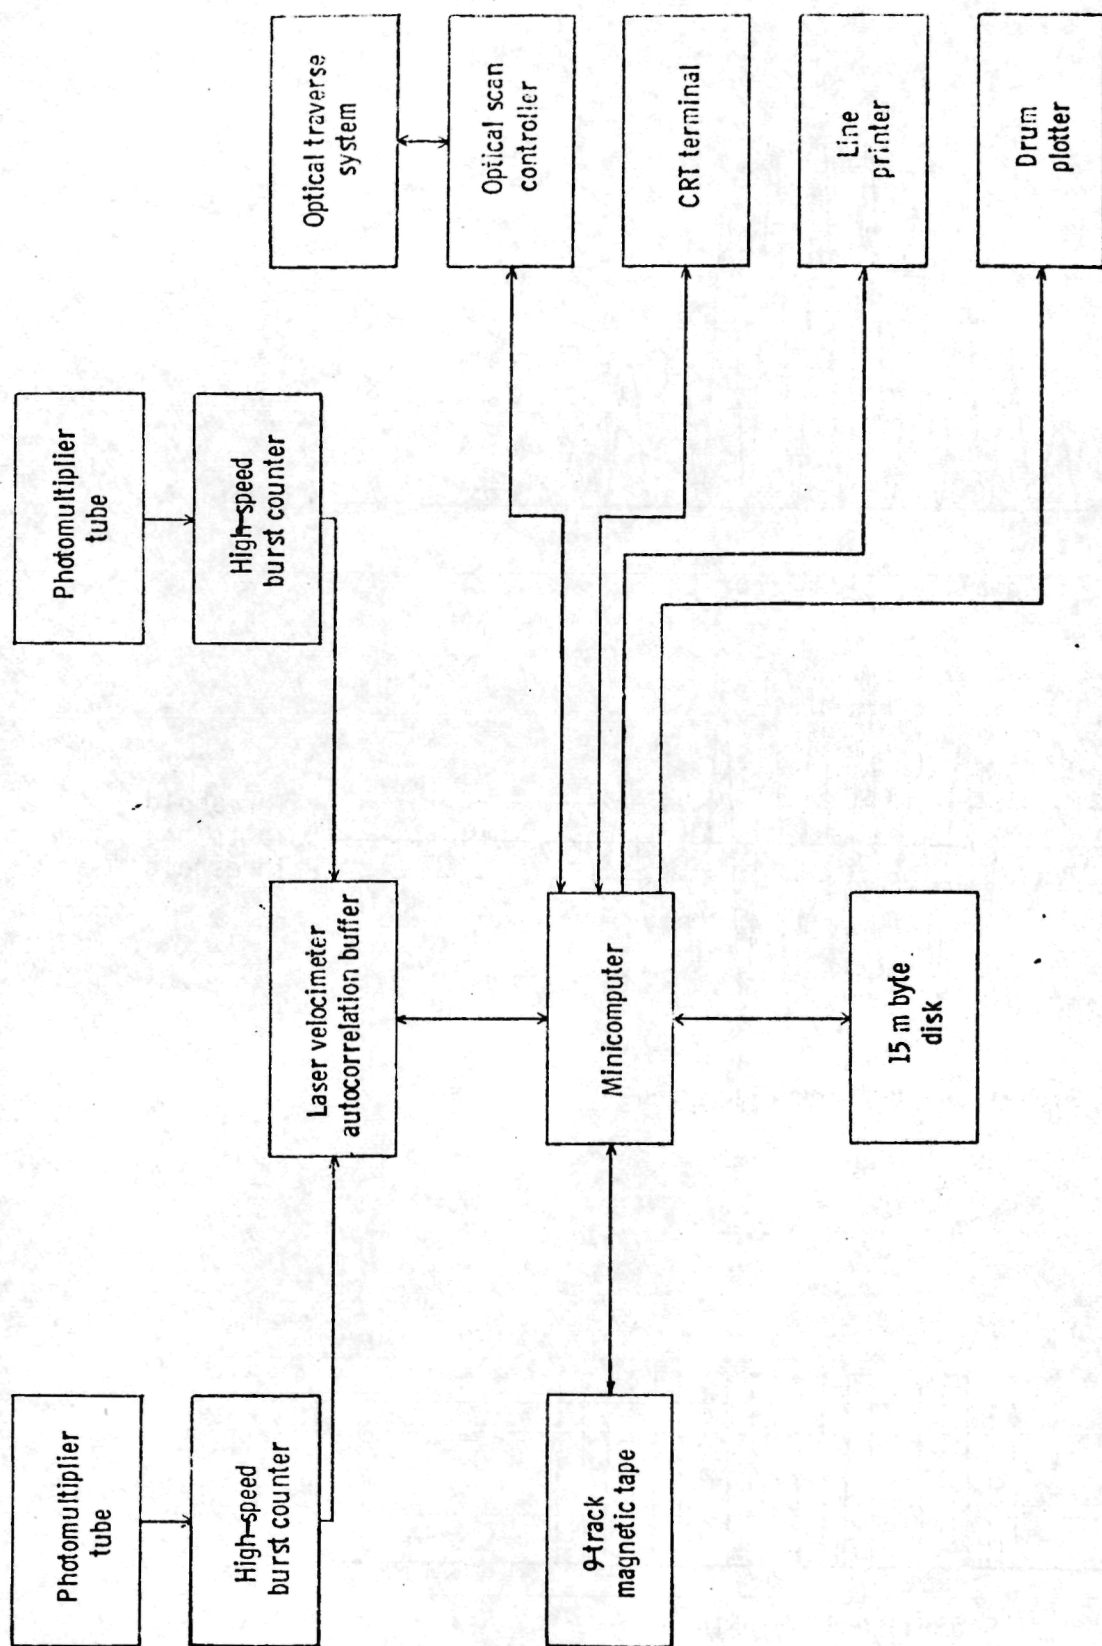 Photomultiplier
tube
High-speed
burst counter
Photomultiplier
tube
High-speed
burst counter
Laser velocimeter
autocorrelation buffer
Optical traverse
system
Optical scan
controller
9-track
magnetic tape
Minicomputer
CRT terminal
15 m byte
disk
Line
printer
Drum
plotter